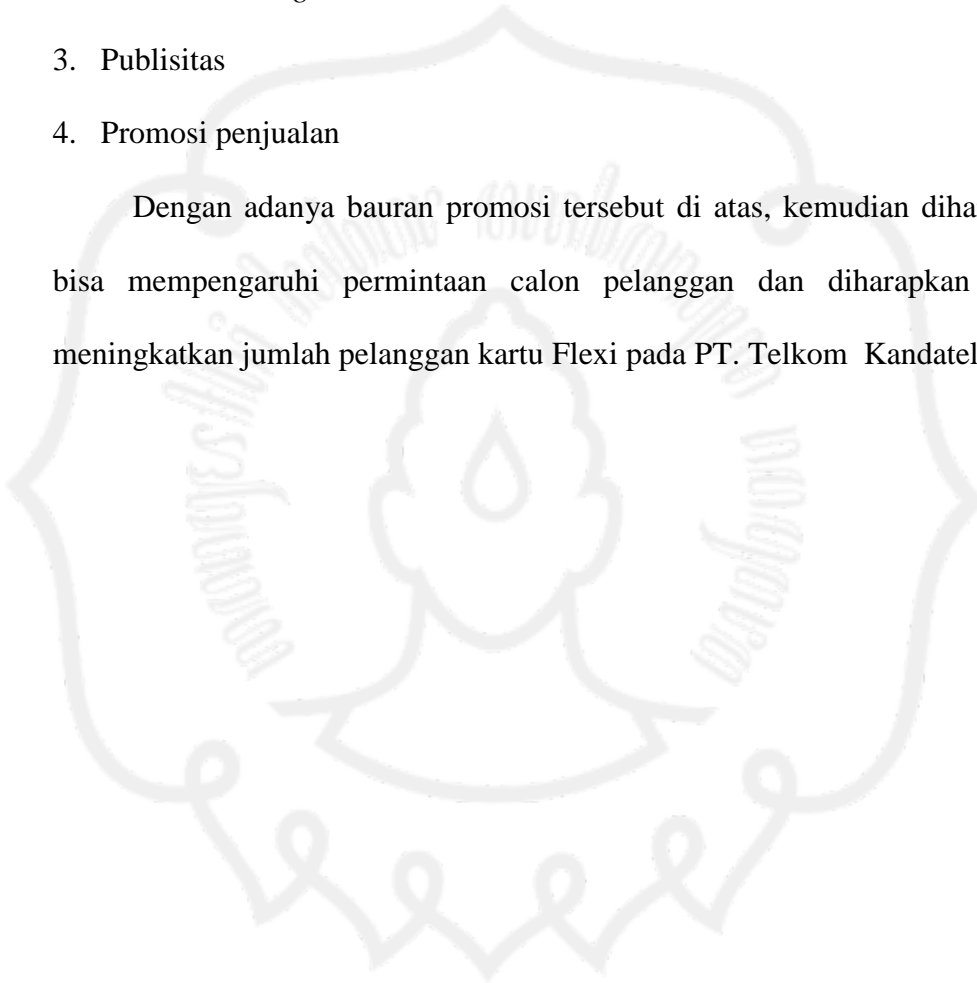 3. Publisitas
4. Promosi penjualan
Dengan adanya bauran promosi tersebut di atas, kemudian diha
bisa mempengaruhi permintaan calon pelanggan dan diharapkan
meningkatkan jumlah pelanggan kartu Flexi pada PT. Telkom Kandatel